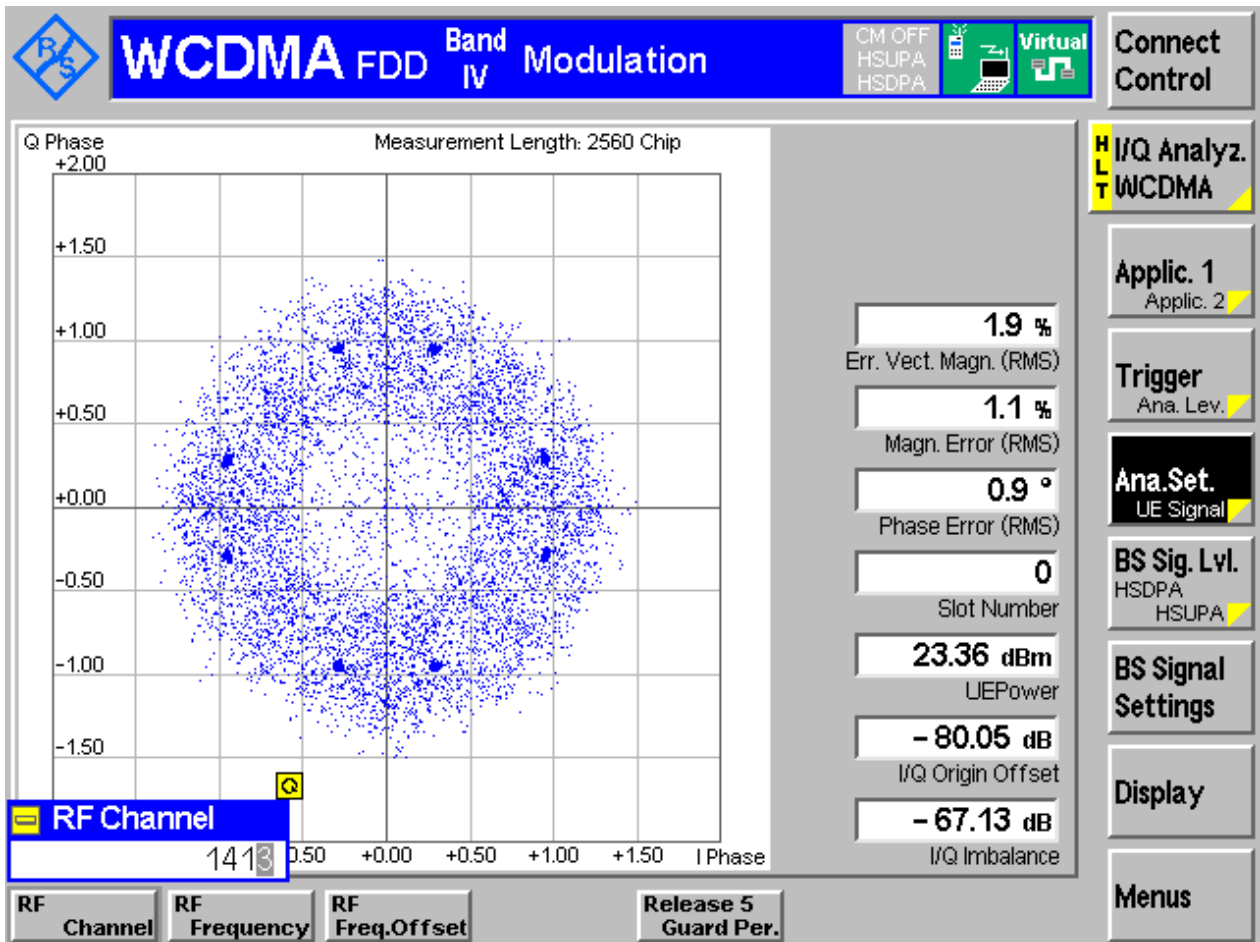 R&S
WCDMA FDD Band IV Modulation
CM OFF
HSUPA
HSDPA
Virtual
Connect
Control
Q Phase
Measurement Length: 2560 Chip
+2.00
+1.50
+1.00
+0.50
+0.00
−0.50
−1.00
−1.50
Q
RF Channel
1413
0.50 +0.00 +0.50 +1.00 +1.50 I Phase
1.9 %
Err. Vect. Magn. (RMS)
1.1 %
Magn. Error (RMS)
0.9 °
Phase Error (RMS)
0
Slot Number
23.36 dBm
UEPower
− 80.05 dB
I/Q Origin Offset
− 67.13 dB
I/Q Imbalance
HLT
I/Q Analyz.
WCDMA
Applic. 1
Applic. 2
Trigger
Ana. Lev.
Ana.Set.
UE Signal
BS Sig. Lvl.
HSDPA
HSUPA
BS Signal
Settings
Display
Menus
RF
Channel
RF
Frequency
RF
Freq.Offset
Release 5
Guard Per.